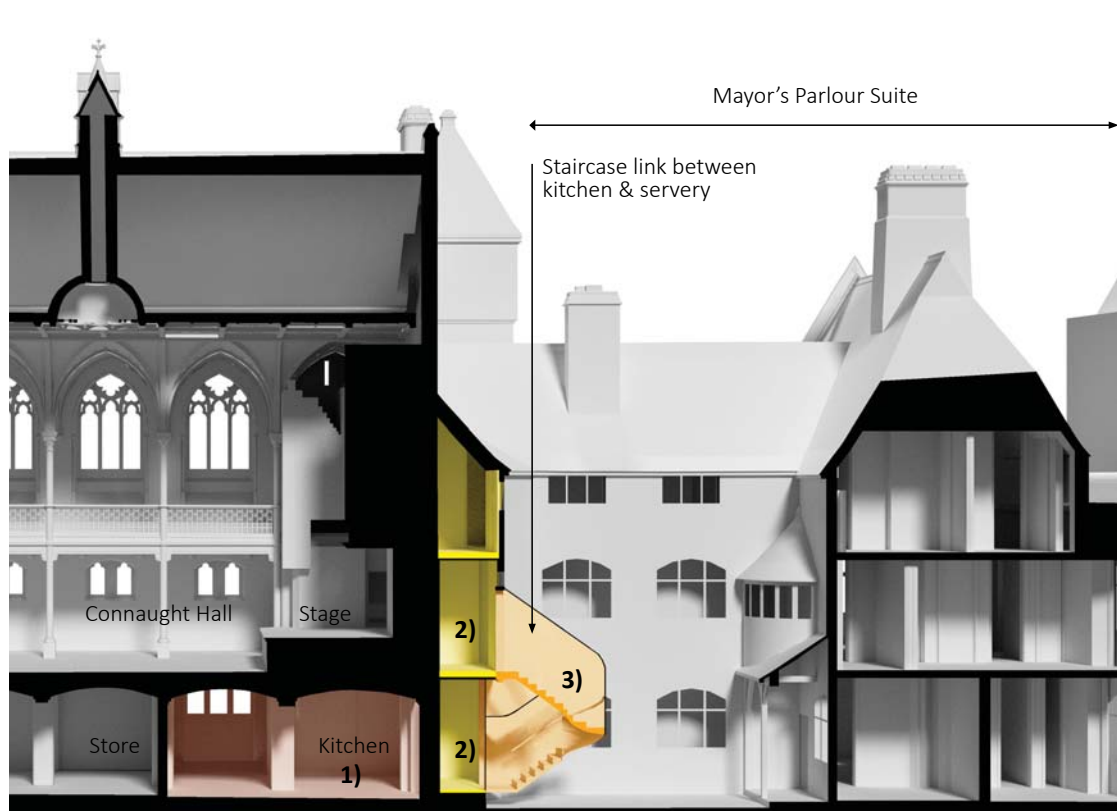 Mayor’s Parlour Suite
Staircase link between
kitchen & servery
Connaught Hall
Stage
2)
3)
Store
Kitchen
2)
1)